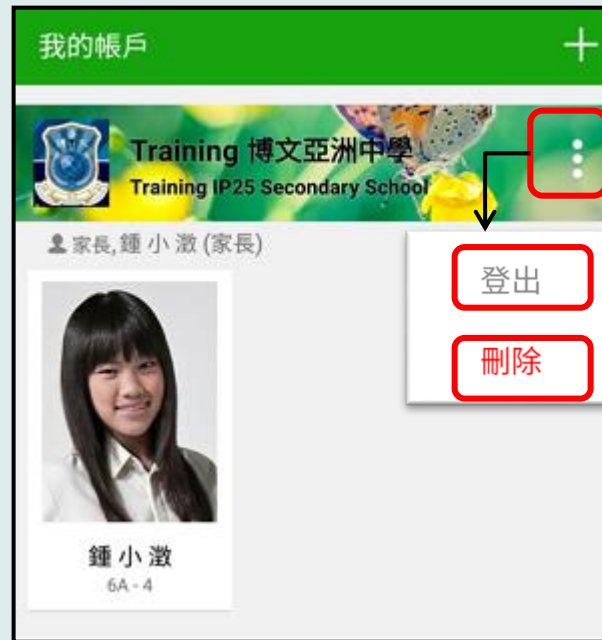 我的帳戶
Training 博文亞洲中學
Training IP25 Secondary School
家長,鍾 小 澂 (家長)
登出
刪除
鍾 小 澂
6A - 4